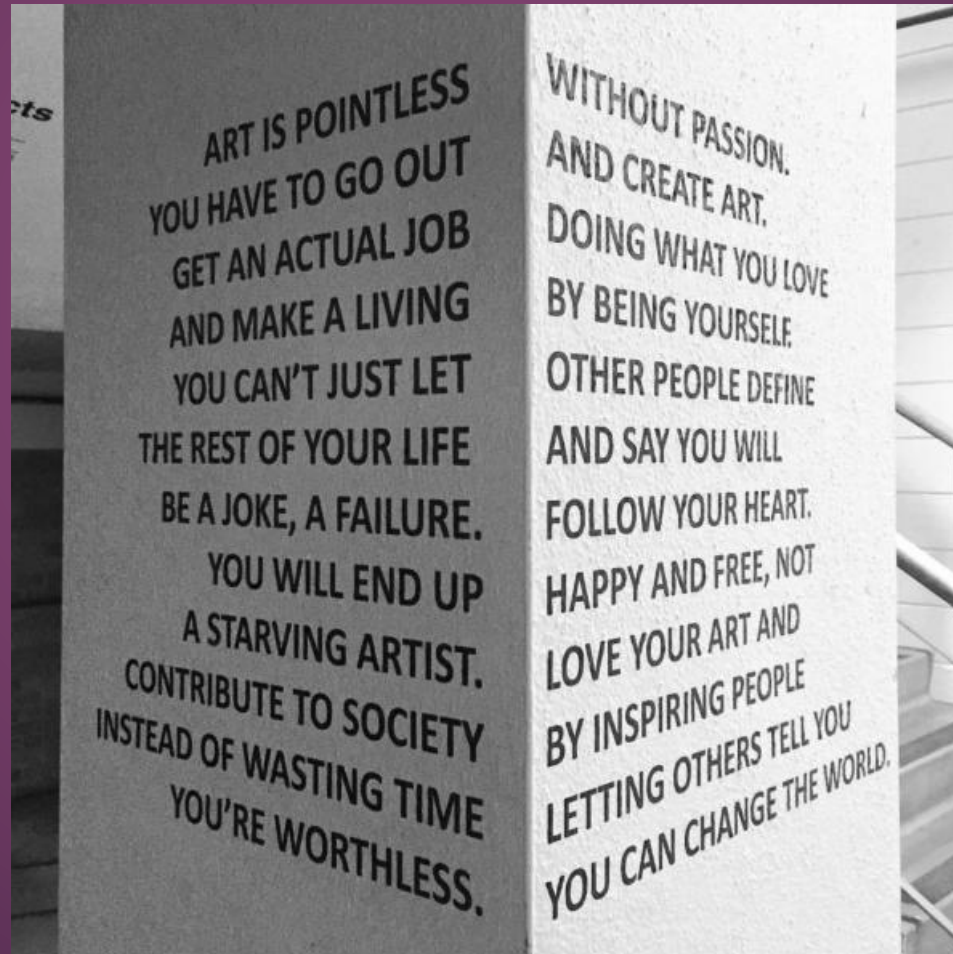 cts
ART IS POINTLESS WITHOUT PASSION.
YOU HAVE TO GO OUT AND CREATE ART.
GET AN ACTUAL JOB DOING WHAT YOU LOVE
AND MAKE A LIVING BY BEING YOURSELF.
YOU CAN'T JUST LET OTHER PEOPLE DEFINE
THE REST OF YOUR LIFE AND SAY YOU WILL
BE A JOKE, A FAILURE. FOLLOW YOUR HEART.
YOU WILL END UP HAPPY AND FREE, NOT
A STARVING ARTIST. LOVE YOUR ART AND
CONTRIBUTE TO SOCIETY BY INSPIRING PEOPLE
INSTEAD OF WASTING TIME LETTING OTHERS TELL YOU
YOU'RE WORTHLESS. YOU CAN CHANGE THE WORLD.